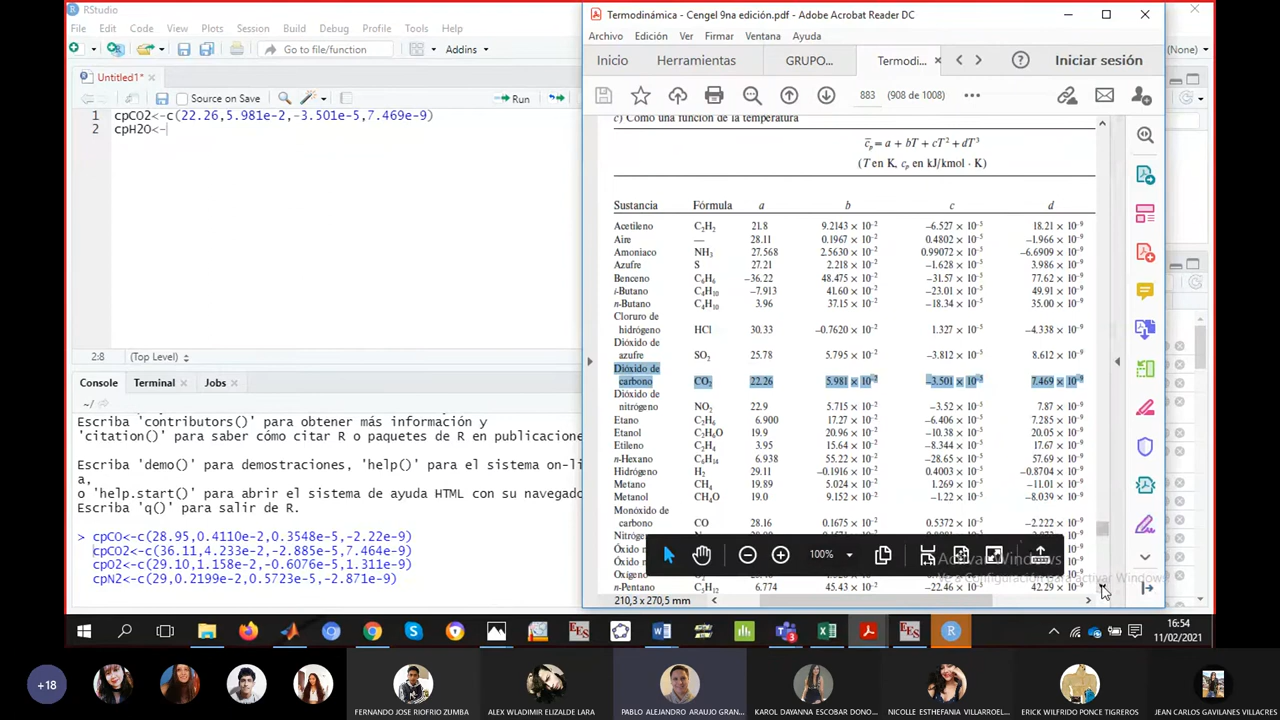 RStudio
File Edit Code View Plots Session Build Debug Profile Tools Help
Go to file/function
Addins
(None)
Untitled1*
Source on Save
Run
1 cpCO2<-c(22.26,5.981e-2,-3.501e-5,7.469e-9)
2 cpH2O<-
2:8 (Top Level)
Console Terminal Jobs
~/
Escriba 'contributors()' para obtener más información y
'citation()' para saber cómo citar R o paquetes de R en publicacione
Escriba 'demo()' para demostraciones, 'help()' para el sistema on-li
a,
o 'help.start()' para abrir el sistema de ayuda HTML con su navegado
Escriba 'q()' para salir de R.
> cpCO<-c(28.95,0.4110e-2,0.3548e-5,-2.22e-9)
cpCO2<-c(36.11,4.233e-2,-2.885e-5,7.464e-9)
cpO2<-c(29.10,1.158e-2,-0.6076e-5,1.311e-9)
cpN2<-c(29,0.2199e-2,0.5723e-5,-2.871e-9)
Termodinámica - Cengel 9na edición.pdf - Adobe Acrobat Reader DC
Archivo Edición Ver Firmar Ventana Ayuda
Inicio Herramientas GRUPO... Termodi... Iniciar sesión
883 (908 de 1008)
c) Como una función de la temperatura
c̄p = a + bT + cT² + dT³
(T en K, cp en kJ/kmol · K)
Sustancia Fórmula a b c d
Acetileno C₂H₂ 21.8 9.2143 × 10⁻² −6.527 × 10⁻⁵ 18.21 × 10⁻⁹
Aire — 28.11 0.1967 × 10⁻² 0.4802 × 10⁻⁵ −1.966 × 10⁻⁹
Amoniaco NH₃ 27.568 2.5630 × 10⁻² 0.99072 × 10⁻⁵ −6.6909 × 10⁻⁹
Azufre S 27.21 2.218 × 10⁻² −1.628 × 10⁻⁵ 3.986 × 10⁻⁹
Benceno C₆H₆ −36.22 48.475 × 10⁻² −31.57 × 10⁻⁵ 77.62 × 10⁻⁹
i-Butano C₄H₁₀ −7.913 41.60 × 10⁻² −23.01 × 10⁻⁵ 49.91 × 10⁻⁹
n-Butano C₄H₁₀ 3.96 37.15 × 10⁻² −18.34 × 10⁻⁵ 35.00 × 10⁻⁹
Cloruro de
hidrógeno HCl 30.33 −0.7620 × 10⁻² 1.327 × 10⁻⁵ −4.338 × 10⁻⁹
Dióxido de
azufre SO₂ 25.78 5.795 × 10⁻² −3.812 × 10⁻⁵ 8.612 × 10⁻⁹
Dióxido de
carbono CO₂ 22.26 5.981 × 10⁻² −3.501 × 10⁻⁵ 7.469 × 10⁻⁹
Dióxido de
nitrógeno NO₂ 22.9 5.715 × 10⁻² −3.52 × 10⁻⁵ 7.87 × 10⁻⁹
Etano C₂H₆ 6.900 17.27 × 10⁻² −6.406 × 10⁻⁵ 7.285 × 10⁻⁹
Etanol C₂H₆O 19.9 20.96 × 10⁻² −10.38 × 10⁻⁵ 20.05 × 10⁻⁹
Etileno C₂H₄ 3.95 15.64 × 10⁻² −8.344 × 10⁻⁵ 17.67 × 10⁻⁹
n-Hexano C₆H₁₄ 6.938 55.22 × 10⁻² −28.65 × 10⁻⁵ 57.69 × 10⁻⁹
Hidrógeno H₂ 29.11 −0.1916 × 10⁻² 0.4003 × 10⁻⁵ −0.8704 × 10⁻⁹
Metano CH₄ 19.89 5.024 × 10⁻² 1.269 × 10⁻⁵ −11.01 × 10⁻⁹
Metanol CH₄O 19.0 9.152 × 10⁻² −1.22 × 10⁻⁵ −8.039 × 10⁻⁹
Monóxido de
carbono CO 28.16 0.1675 × 10⁻² 0.5372 × 10⁻⁵ −2.222 × 10⁻⁹
Nitróge
Óxido
Óxido
Oxígeno
n-Pentano C₅H₁₂ 6.774 45.43 × 10⁻² −22.46 × 10⁻⁵ 42.29 × 10⁻⁹
100%
Activar Windows
210,3 x 270,5 mm
16:54
11/02/2021
+18
FERNANDO JOSE RIOFRIO ZUMBA
ALEX WLADIMIR ELIZALDE LARA
PABLO ALEJANDRO ARAUJO GRAN...
KAROL DAYANNA ESCOBAR DONO...
NICOLLE ESTHEFANIA VILLARROEL...
ERICK WILFRIDO PONCE TIGREROS
JEAN CARLOS GAVILANES VILLACRES